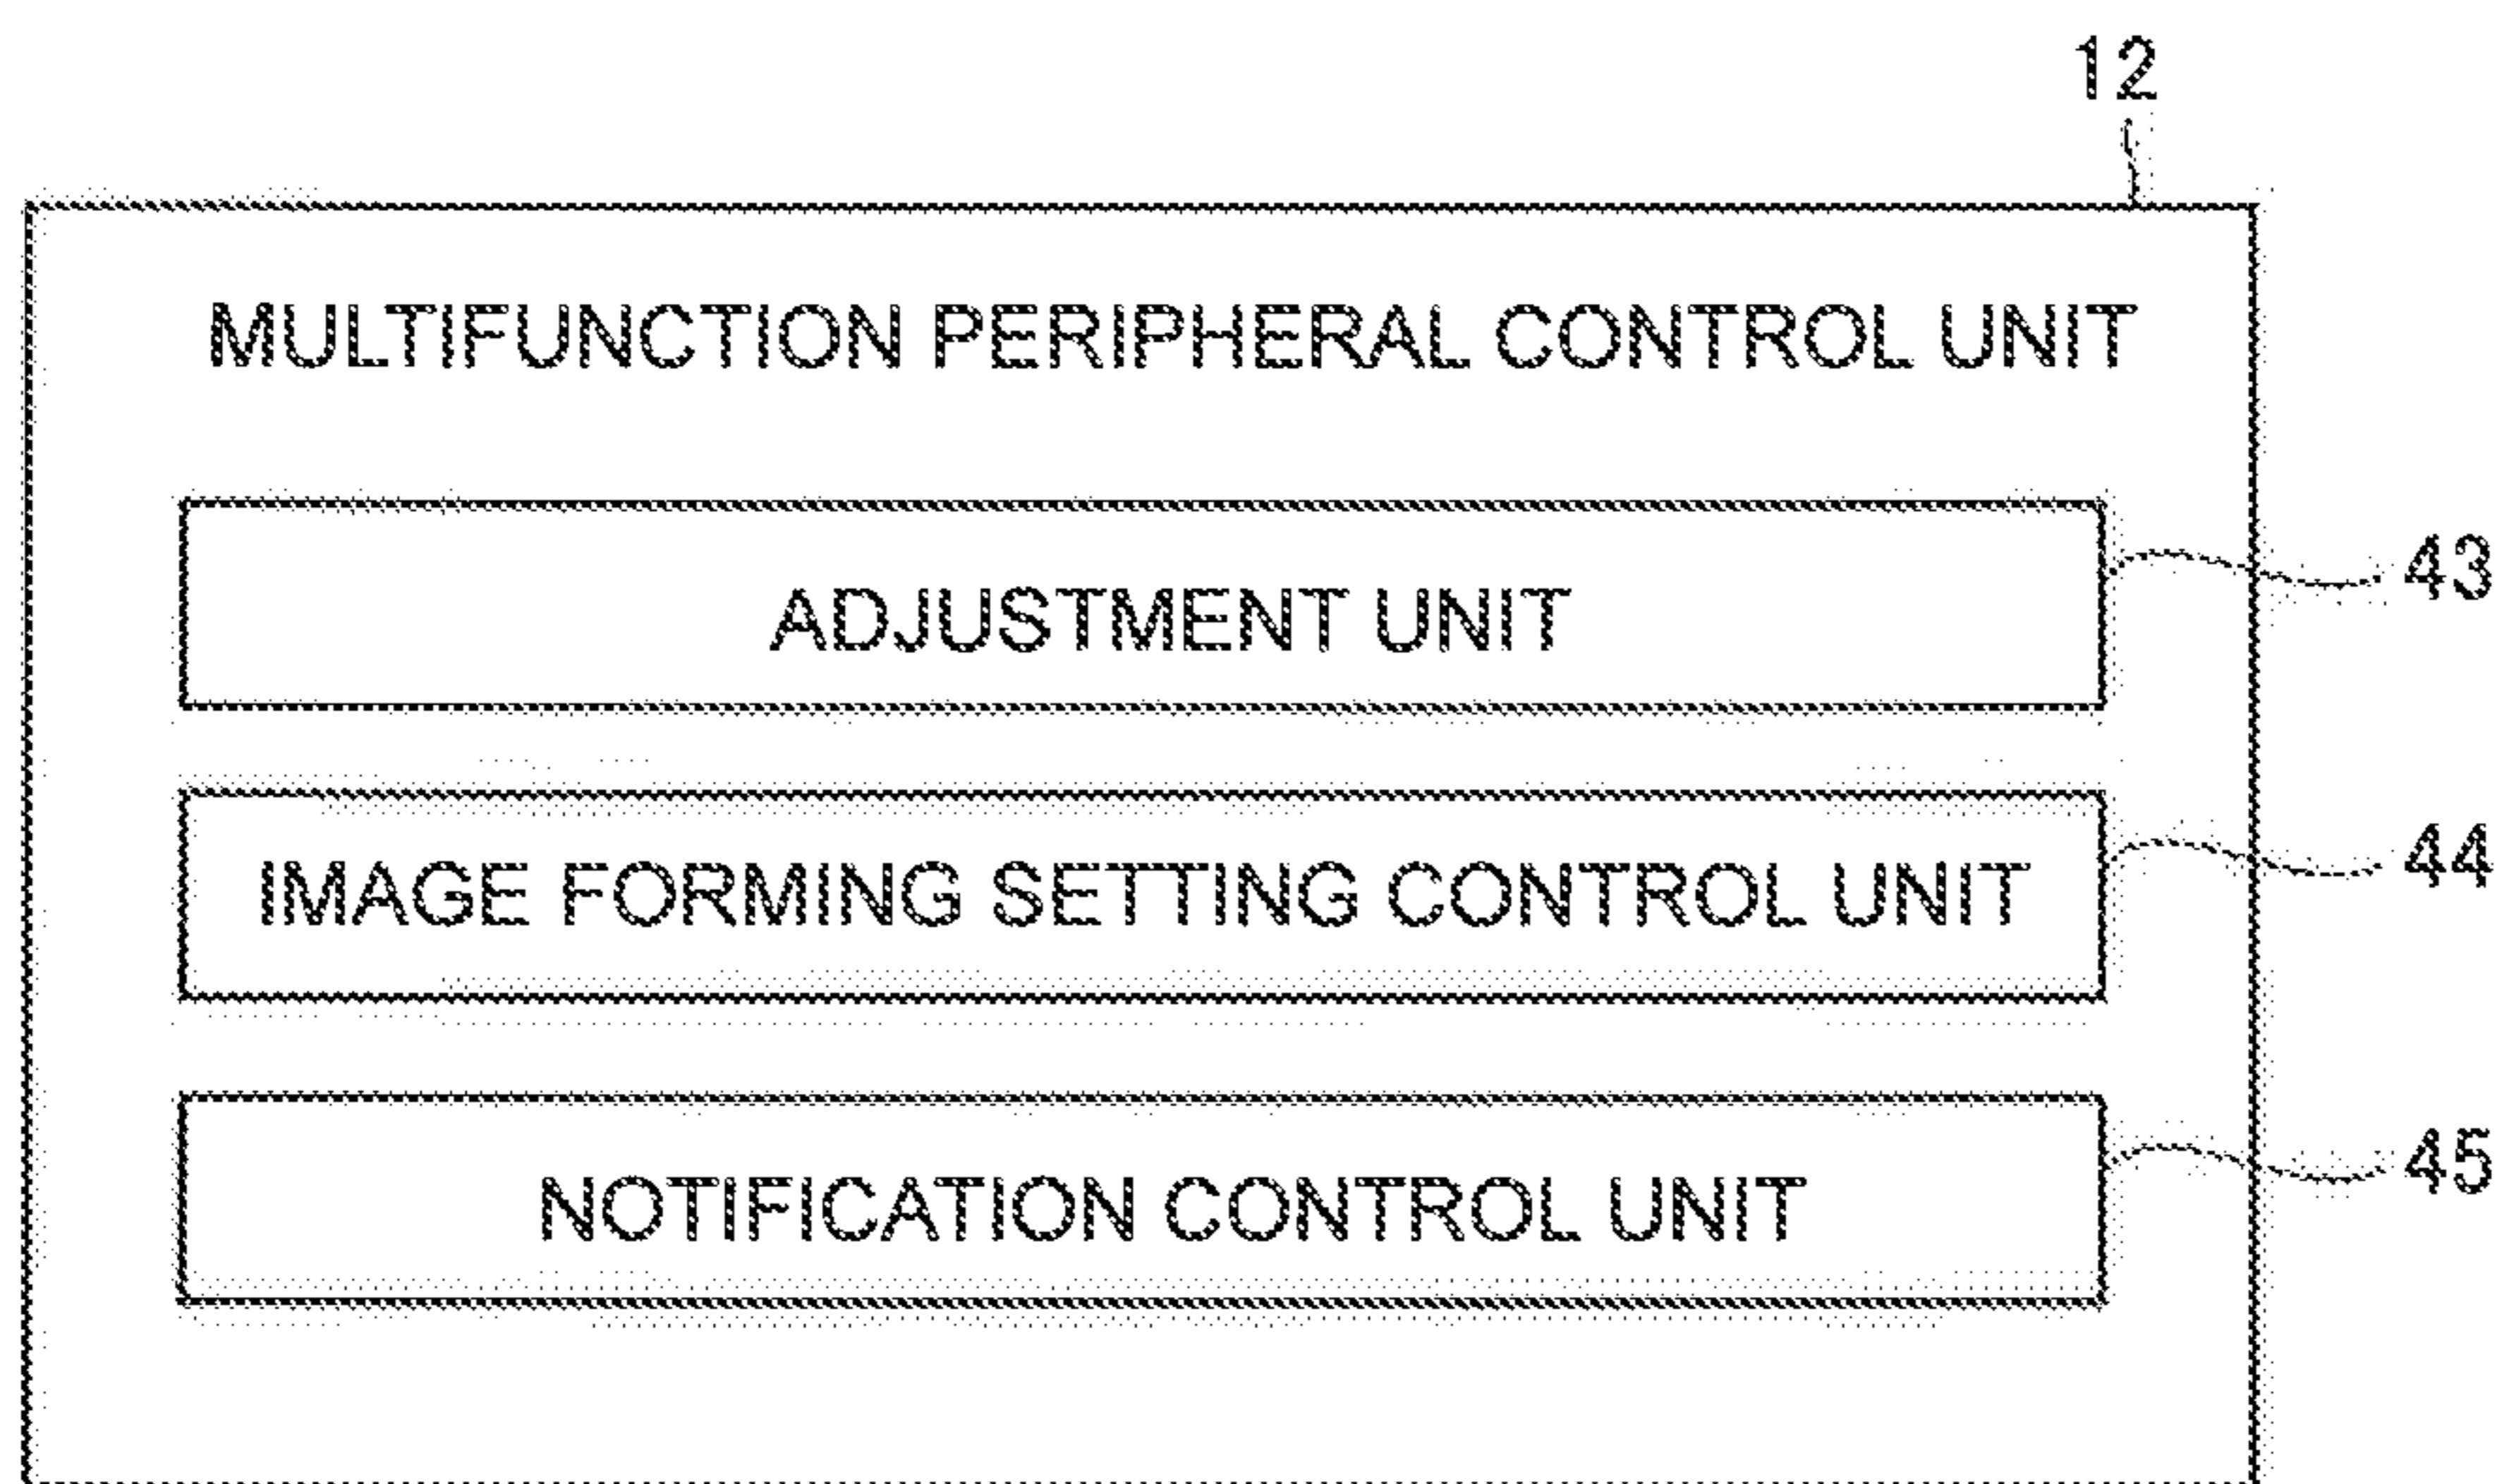 12
MULTIFUNCTION PERIPHERAL CONTROL UNIT
ADJUSTMENT UNIT
43
IMAGE FORMING SETTING CONTROL UNIT
44
NOTIFICATION CONTROL UNIT
45